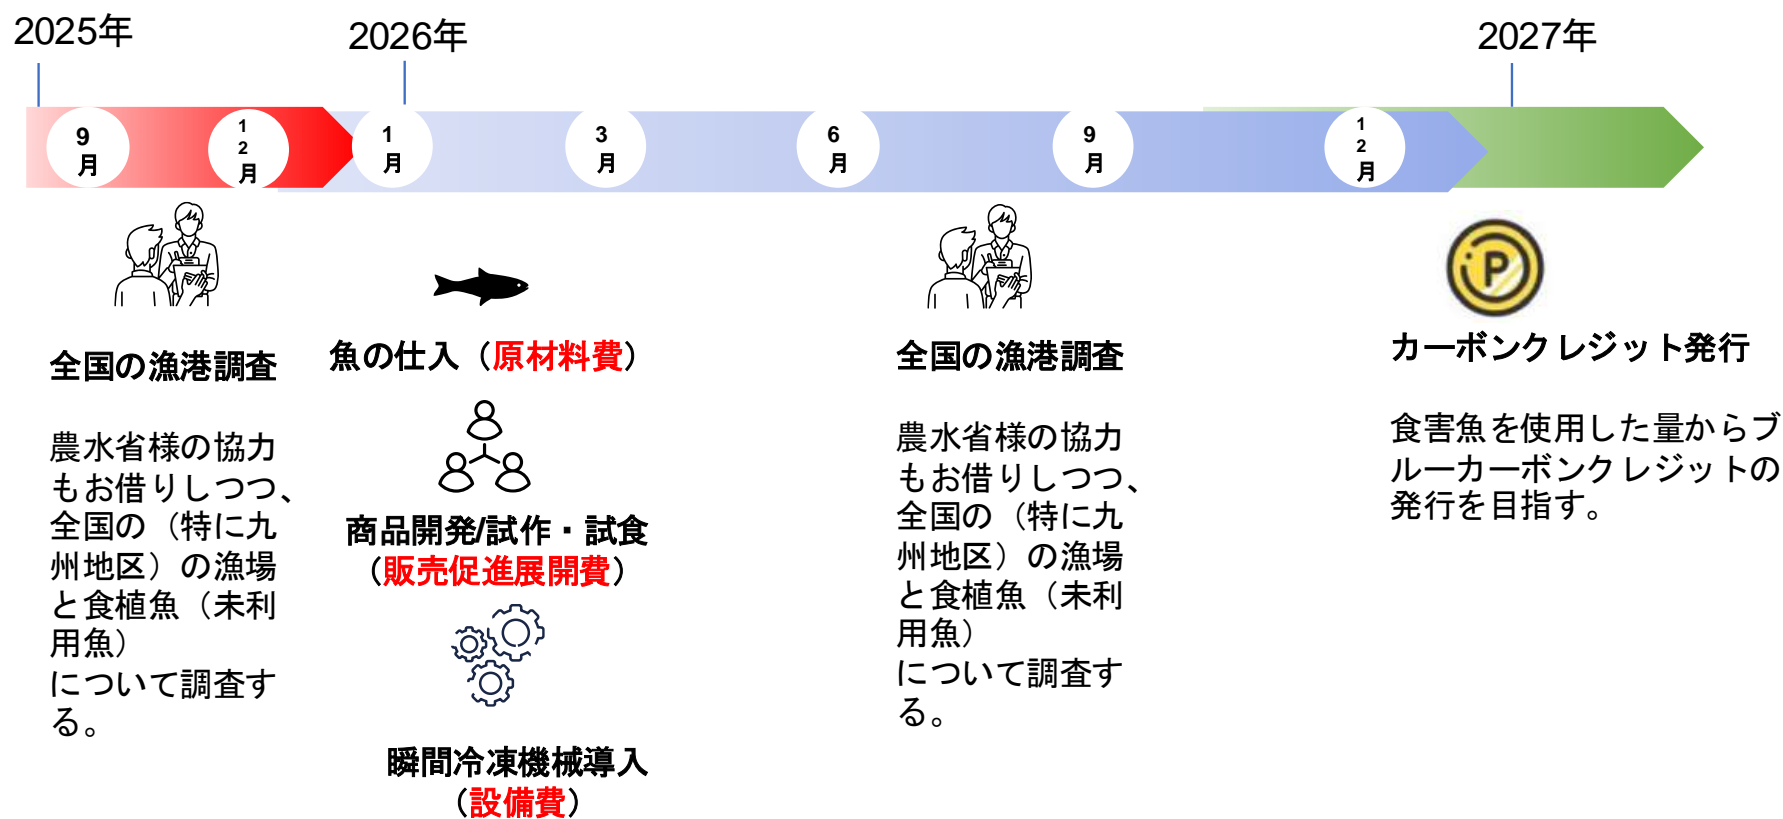 2025年
2026年
2027年
9
月
1
2
月
1
月
3
月
6
月
9
月
1
2
月
全国の漁港調査
農水省様の協力
もお借りしつつ、
全国の（特に九
州地区）の漁場
と食植魚（未利
用魚）
について調査す
る。
魚の仕入（原材料費）
商品開発/試作・試食
（販売促進展開費）
瞬間冷凍機械導入
（設備費）
全国の漁港調査
農水省様の協力
もお借りしつつ、
全国の（特に九
州地区）の漁場
と食植魚（未利
用魚）
について調査す
る。
P
カーボンクレジット発行
食害魚を使用した量からブ
ルーカーボンクレジットの
発行を目指す。